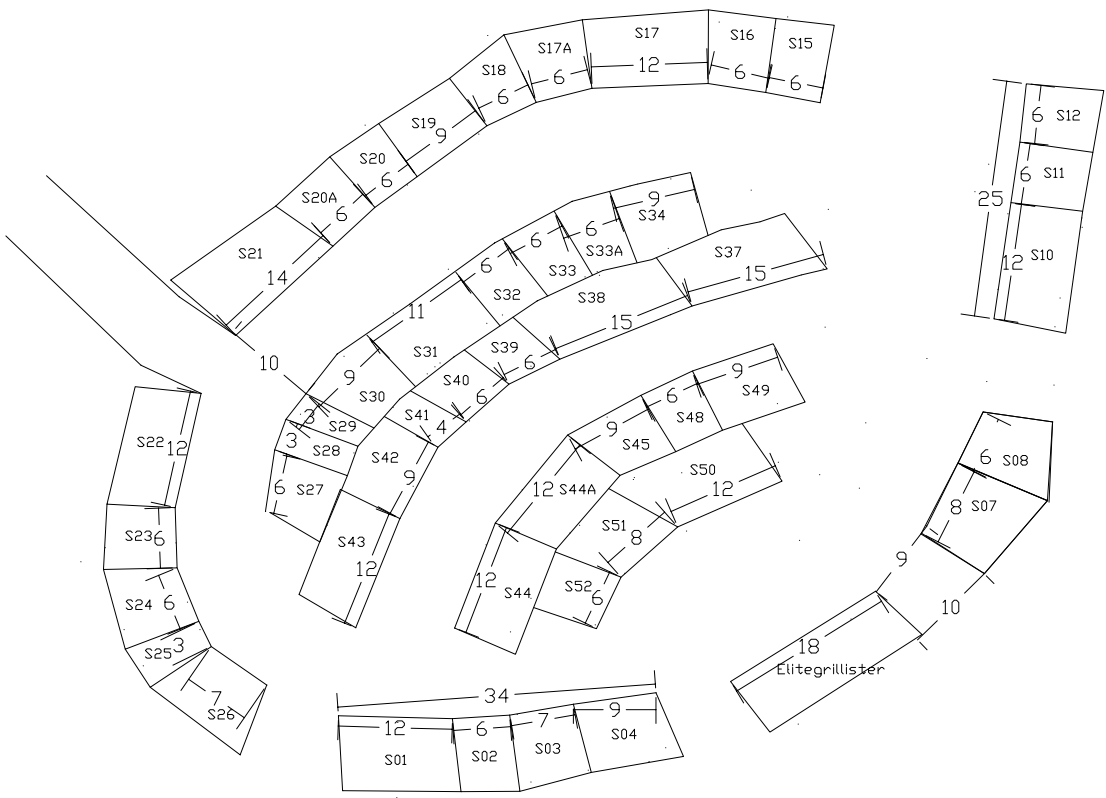 S17
S16
S15
S17A
12
6
6
6
S18
6
S19
9
S20
6
S20A
6
S21
14
10
S12
6
S11
6
25
S10
12
9
S34
6
S33A
6
S33
6
S32
11
S31
9
S30
3
S29
3
S28
6
S27
S37
15
S38
15
S39
6
S40
6
S41
4
S42
9
S43
12
S22
12
S23
6
S24
6
S25
3
7
S26
9
S49
6
S48
9
S45
12
S44A
12
S44
S50
12
S51
8
S52
6
6
S08
8
S07
9
10
18
Elitegrillister
34
12
6
7
9
S01
S02
S03
S04